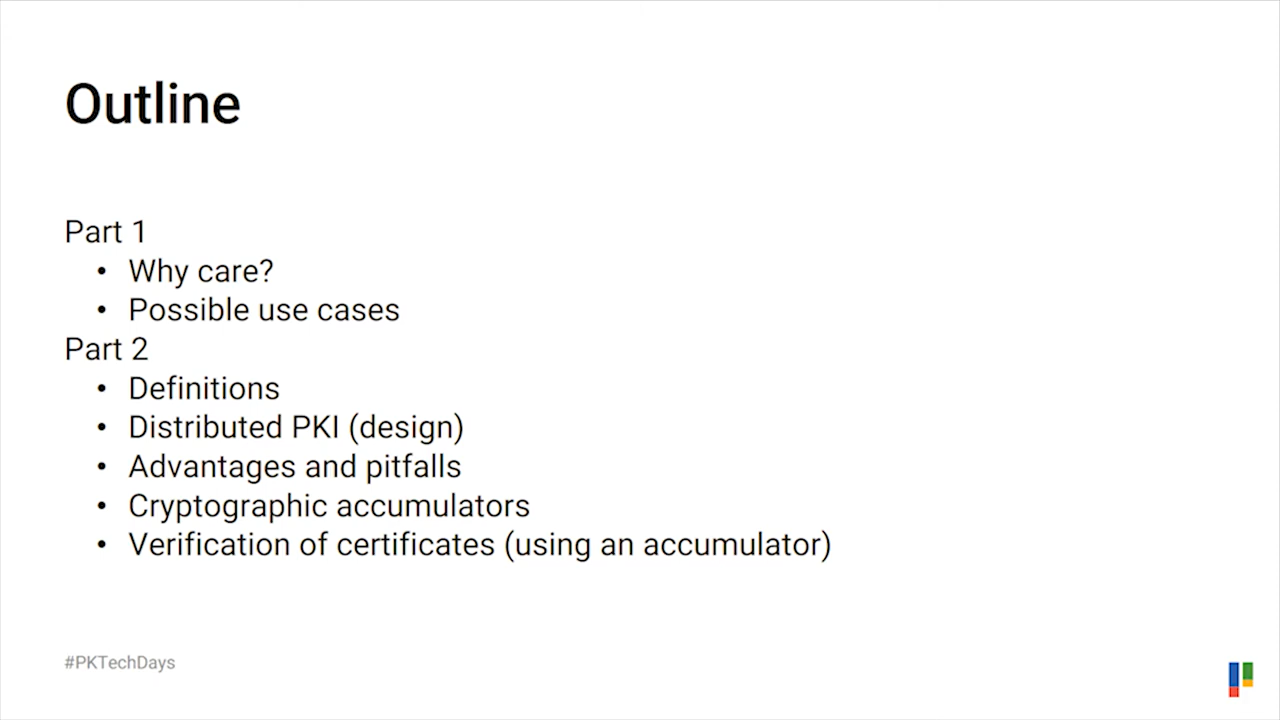 Outline
Part 1
• Why care?
• Possible use cases
Part 2
• Definitions
• Distributed PKI (design)
• Advantages and pitfalls
• Cryptographic accumulators
• Verification of certificates (using an accumulator)
#PKTechDays